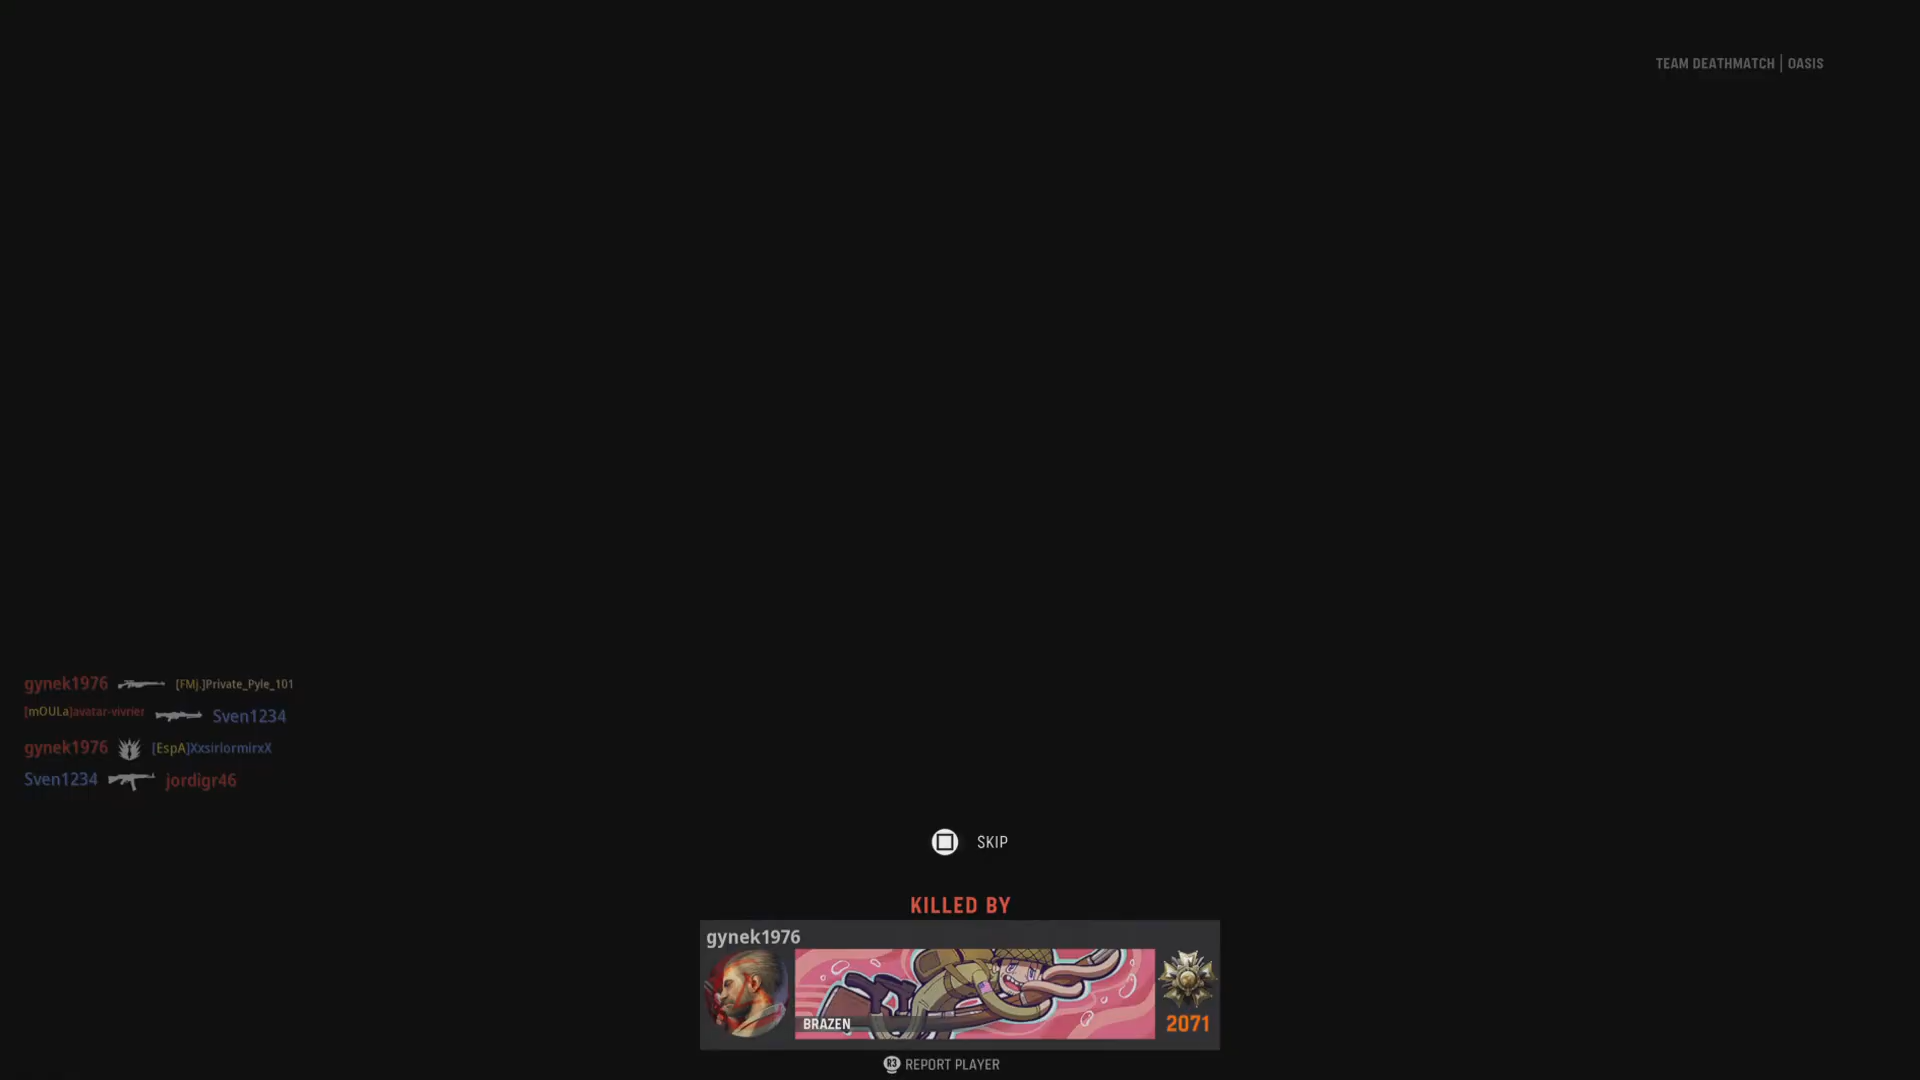 TEAM DEATHMATCH | OASIS
gynek1976 [FMj.]Private_Pyle_101
[mOULa]avatar-vivrier Sven1234
gynek1976 [EspA]XxsirlormirxX
Sven1234 jordigr46
SKIP
KILLED BY
gynek1976
BRAZEN
2071
R3 REPORT PLAYER